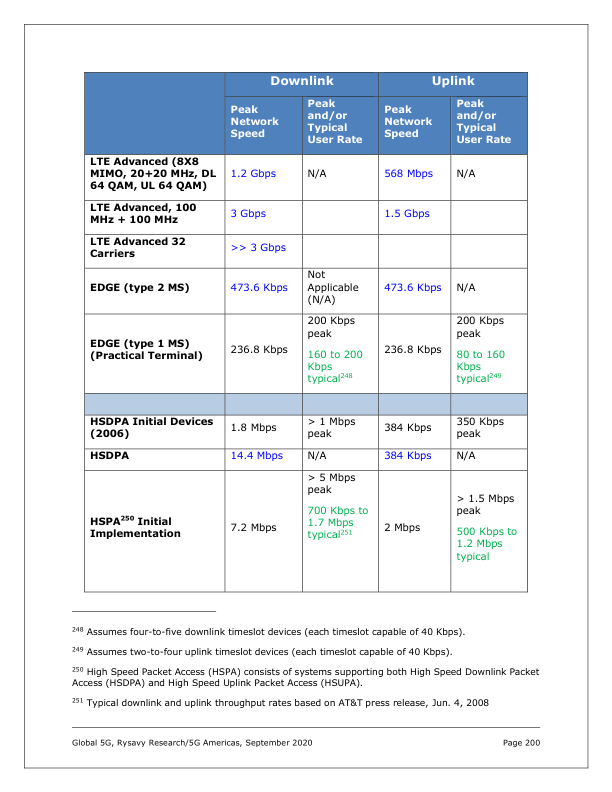 Downlink
Uplink
Peak
Network
Speed
Peak
and/or
Typical
User Rate
Peak
Network
Speed
Peak
and/or
Typical
User Rate
LTE Advanced (8X8
MIMO, 20+20 MHz, DL
64 QAM, UL 64 QAM)
1.2 Gbps
N/A
568 Mbps
N/A
LTE Advanced, 100
MHz + 100 MHz
3 Gbps
1.5 Gbps
LTE Advanced 32
Carriers
>> 3 Gbps
EDGE (type 2 MS)
473.6 Kbps
Not
Applicable
(N/A)
473.6 Kbps
N/A
EDGE (type 1 MS)
(Practical Terminal)
236.8 Kbps
200 Kbps
peak
160 to 200
Kbps
typical248
236.8 Kbps
200 Kbps
peak
80 to 160
Kbps
typical249
HSDPA Initial Devices
(2006)
1.8 Mbps
> 1 Mbps
peak
384 Kbps
350 Kbps
peak
HSDPA
14.4 Mbps
N/A
384 Kbps
N/A
HSPA250 Initial
Implementation
7.2 Mbps
> 5 Mbps
peak
700 Kbps to
1.7 Mbps
typical251
2 Mbps
> 1.5 Mbps
peak
500 Kbps to
1.2 Mbps
typical
248 Assumes four-to-five downlink timeslot devices (each timeslot capable of 40 Kbps).
249 Assumes two-to-four uplink timeslot devices (each timeslot capable of 40 Kbps).
250 High Speed Packet Access (HSPA) consists of systems supporting both High Speed Downlink Packet
Access (HSDPA) and High Speed Uplink Packet Access (HSUPA).
251 Typical downlink and uplink throughput rates based on AT&T press release, Jun. 4, 2008
Global 5G, Rysavy Research/5G Americas, September 2020
Page 200